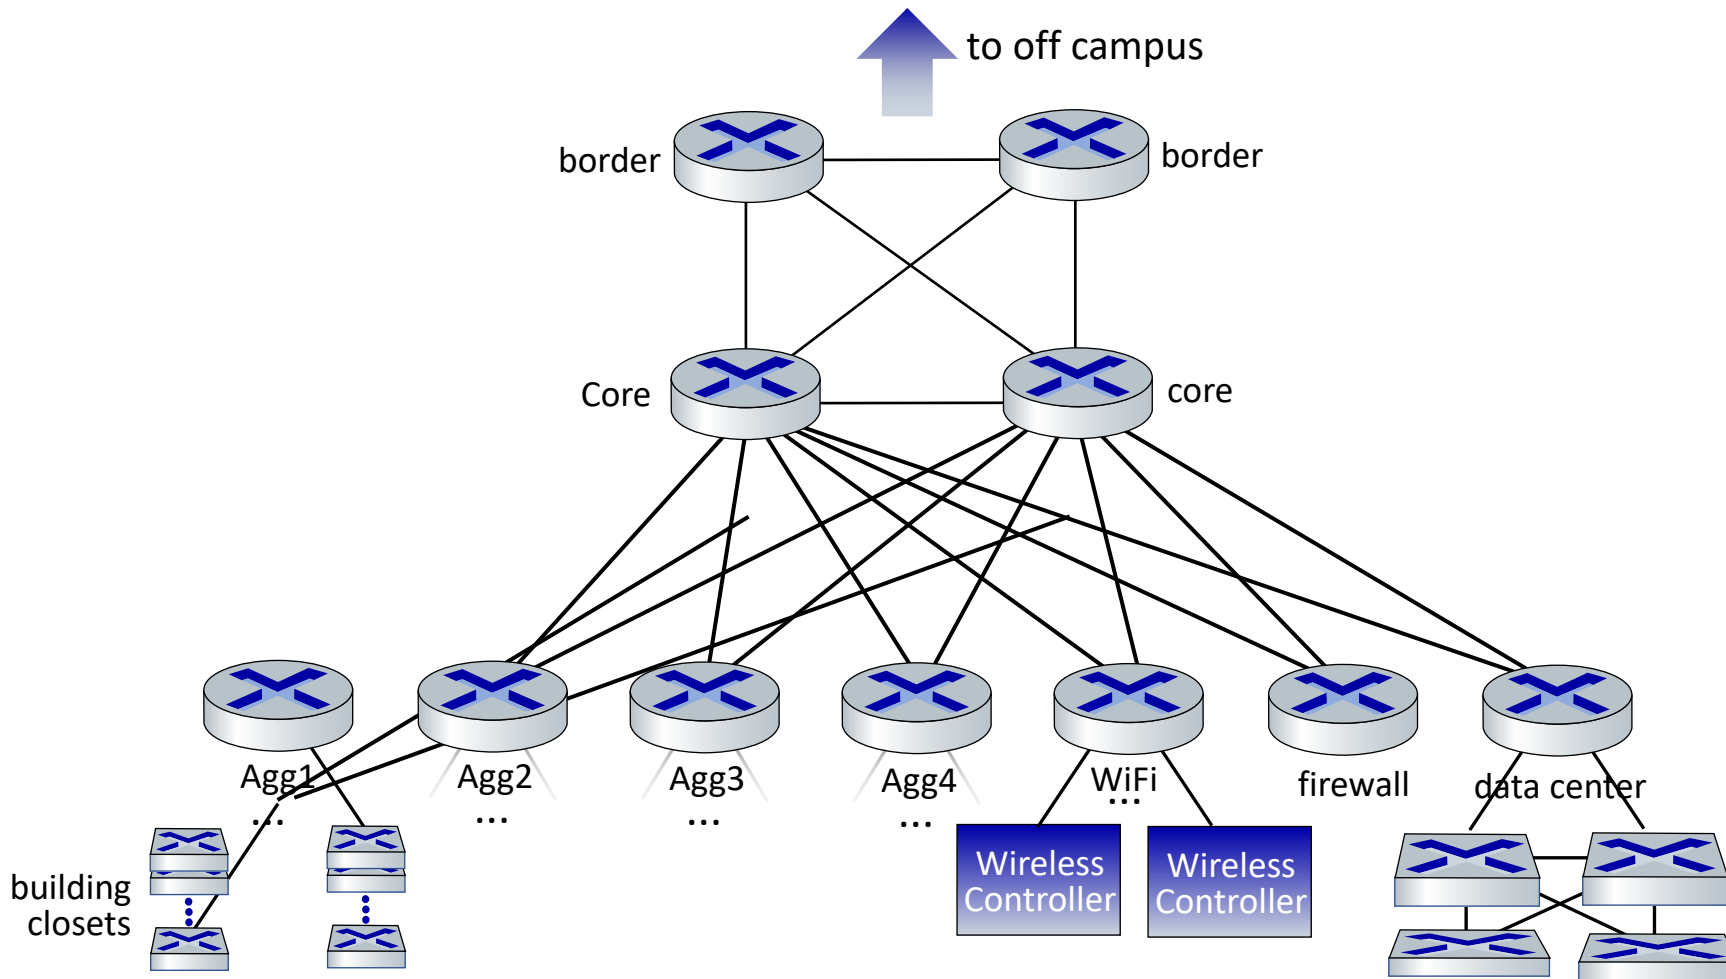 to off campus
border
border
Core
core
Agg1
Agg2
Agg3
Agg4
WiFi
firewall
data center
...
...
...
...
...
building
closets
Wireless
Controller
Wireless
Controller